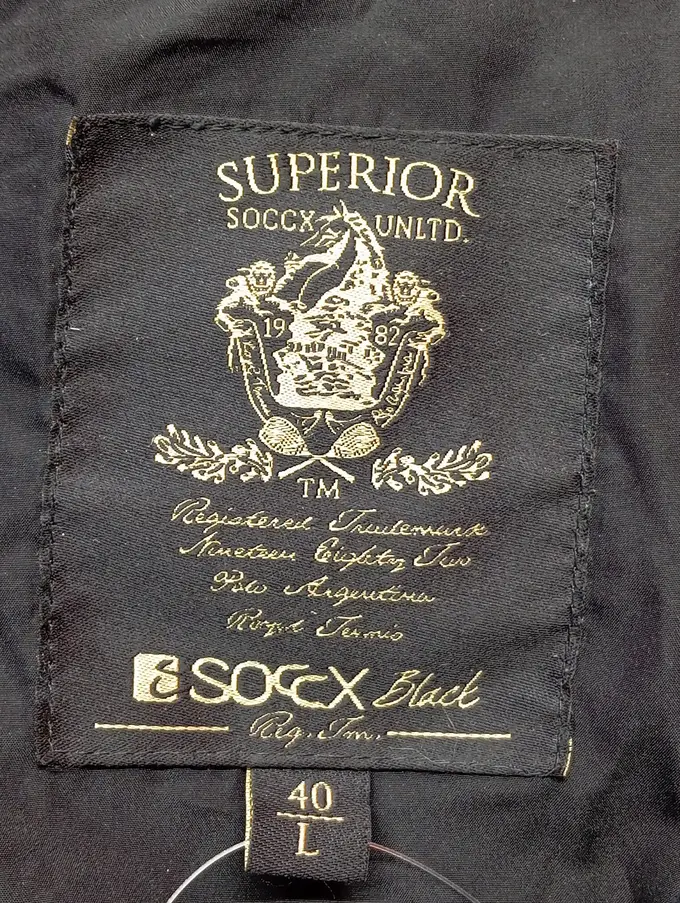 SUPERIOR
SOCCX UNLTD.
19 82
TM
Registered Trademark
Nineteen Eighty Two
Polo Argentina
Royal Tennis
SOCCX Black
Reg. Tm.
40
L